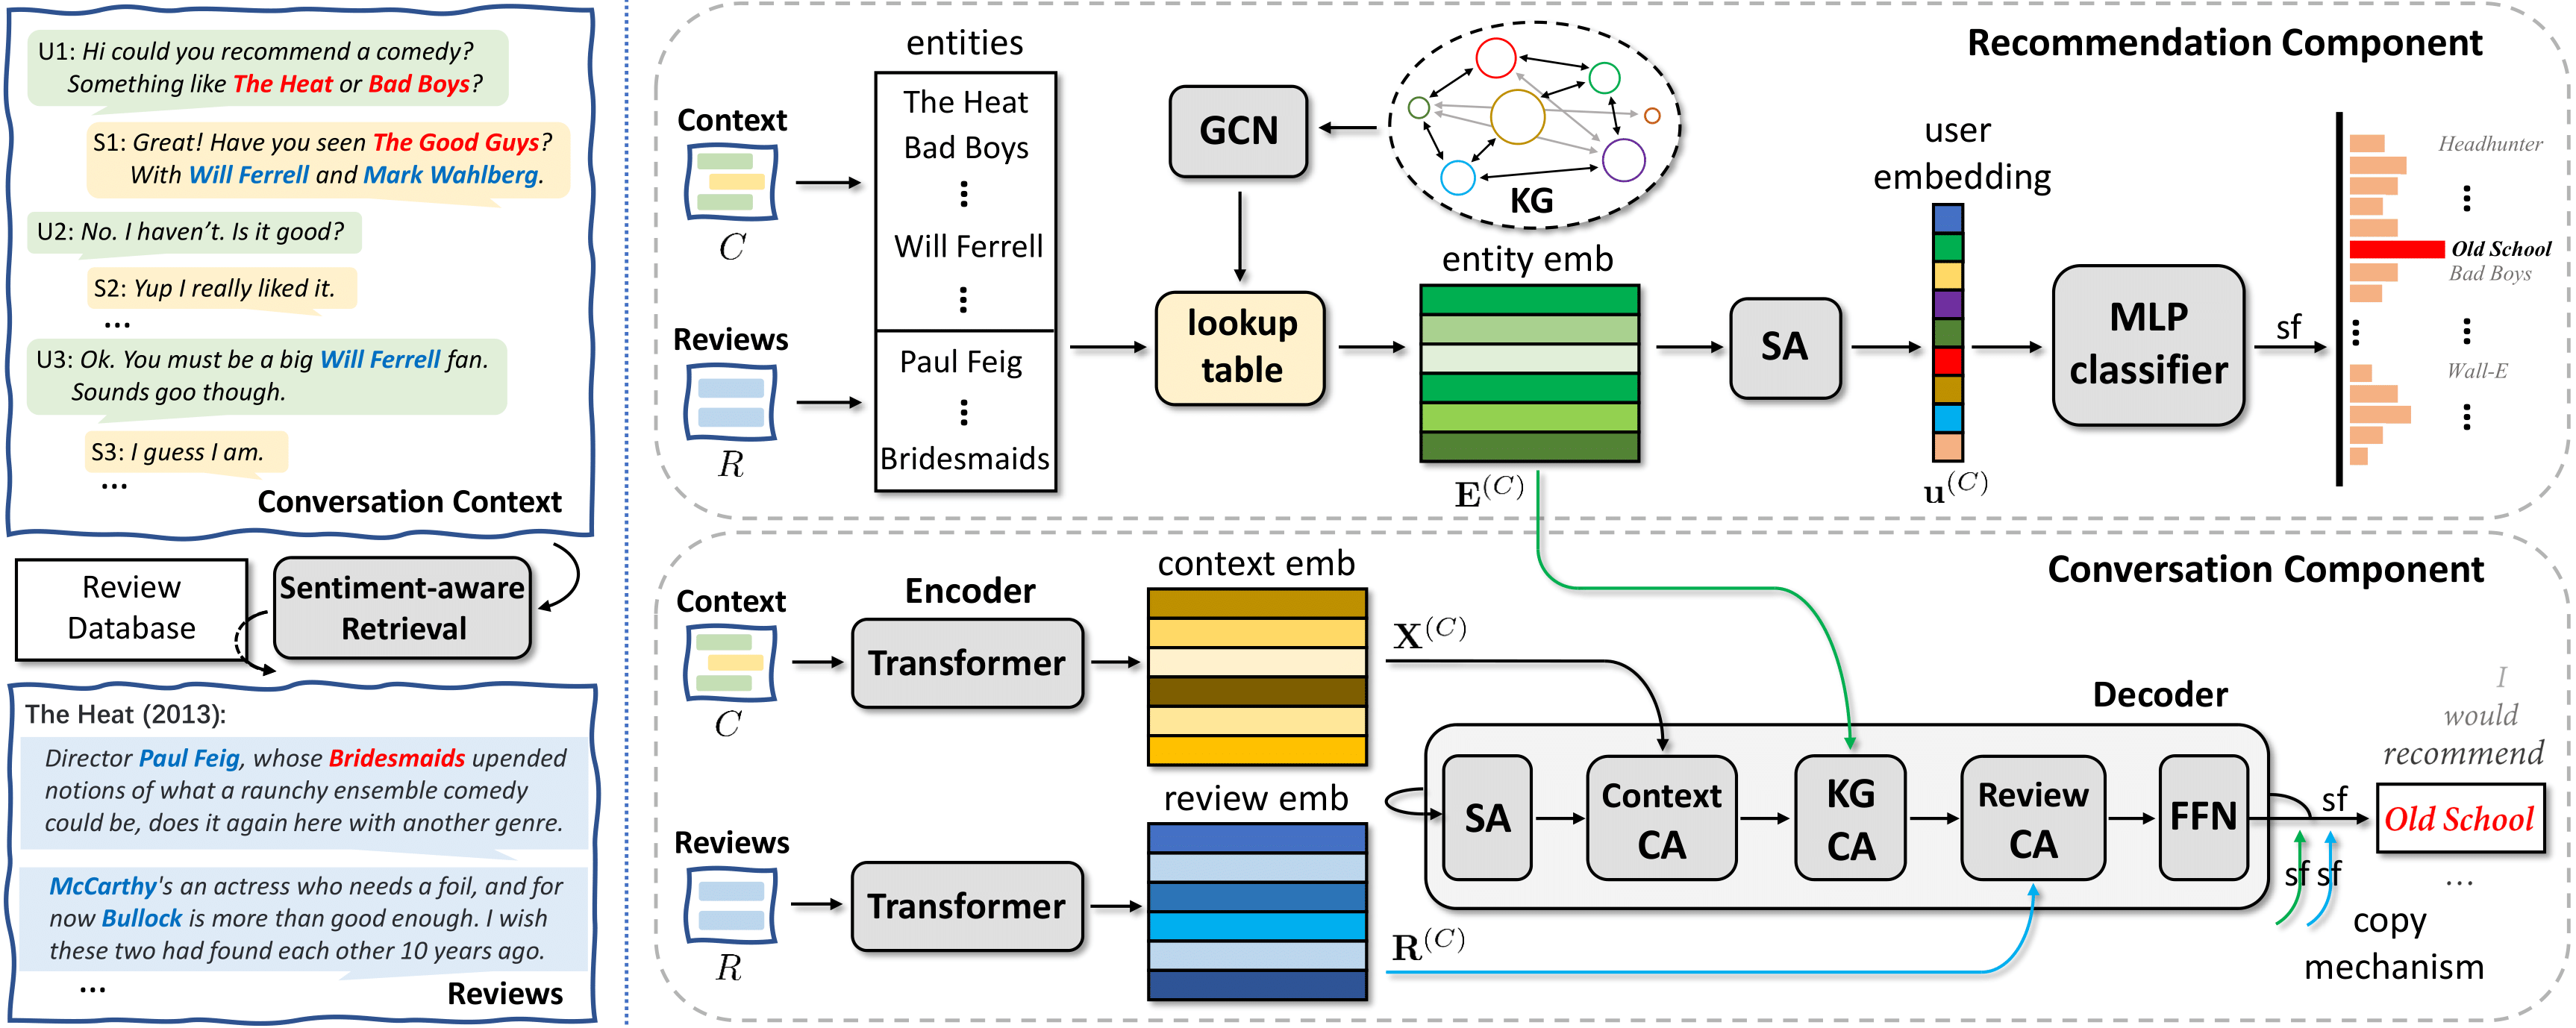 U1: Hi could you recommend a comedy?
Something like The Heat or Bad Boys?
S1: Great! Have you seen The Good Guys?
With Will Ferrell and Mark Wahlberg.
U2: No. I haven't. Is it good?
S2: Yup I really liked it.
...
U3: Ok. You must be a big Will Ferrell fan.
Sounds goo though.
S3: I guess I am.
...
Conversation Context
Review
Database
Sentiment-aware
Retrieval
The Heat (2013):
Director Paul Feig, whose Bridesmaids upended
notions of what a raunchy ensemble comedy
could be, does it again here with another genre.
McCarthy's an actress who needs a foil, and for
now Bullock is more than good enough. I wish
these two had found each other 10 years ago.
...
Reviews
Recommendation Component
Context
C
Reviews
R
entities
The Heat
Bad Boys
⋮
Will Ferrell
⋮
Paul Feig
⋮
Bridesmaids
GCN
KG
lookup
table
entity emb
E(C)
SA
user
embedding
u(C)
MLP
classifier
sf
Headhunter
⋮
Old School
Bad Boys
⋮
⋮
Wall-E
⋮
Conversation Component
Context
C
Encoder
Transformer
context emb
X(C)
Reviews
R
Transformer
review emb
R(C)
Decoder
SA
Context
CA
KG
CA
Review
CA
FFN
sf
sf
sf
copy
mechanism
I
would
recommend
Old School
...